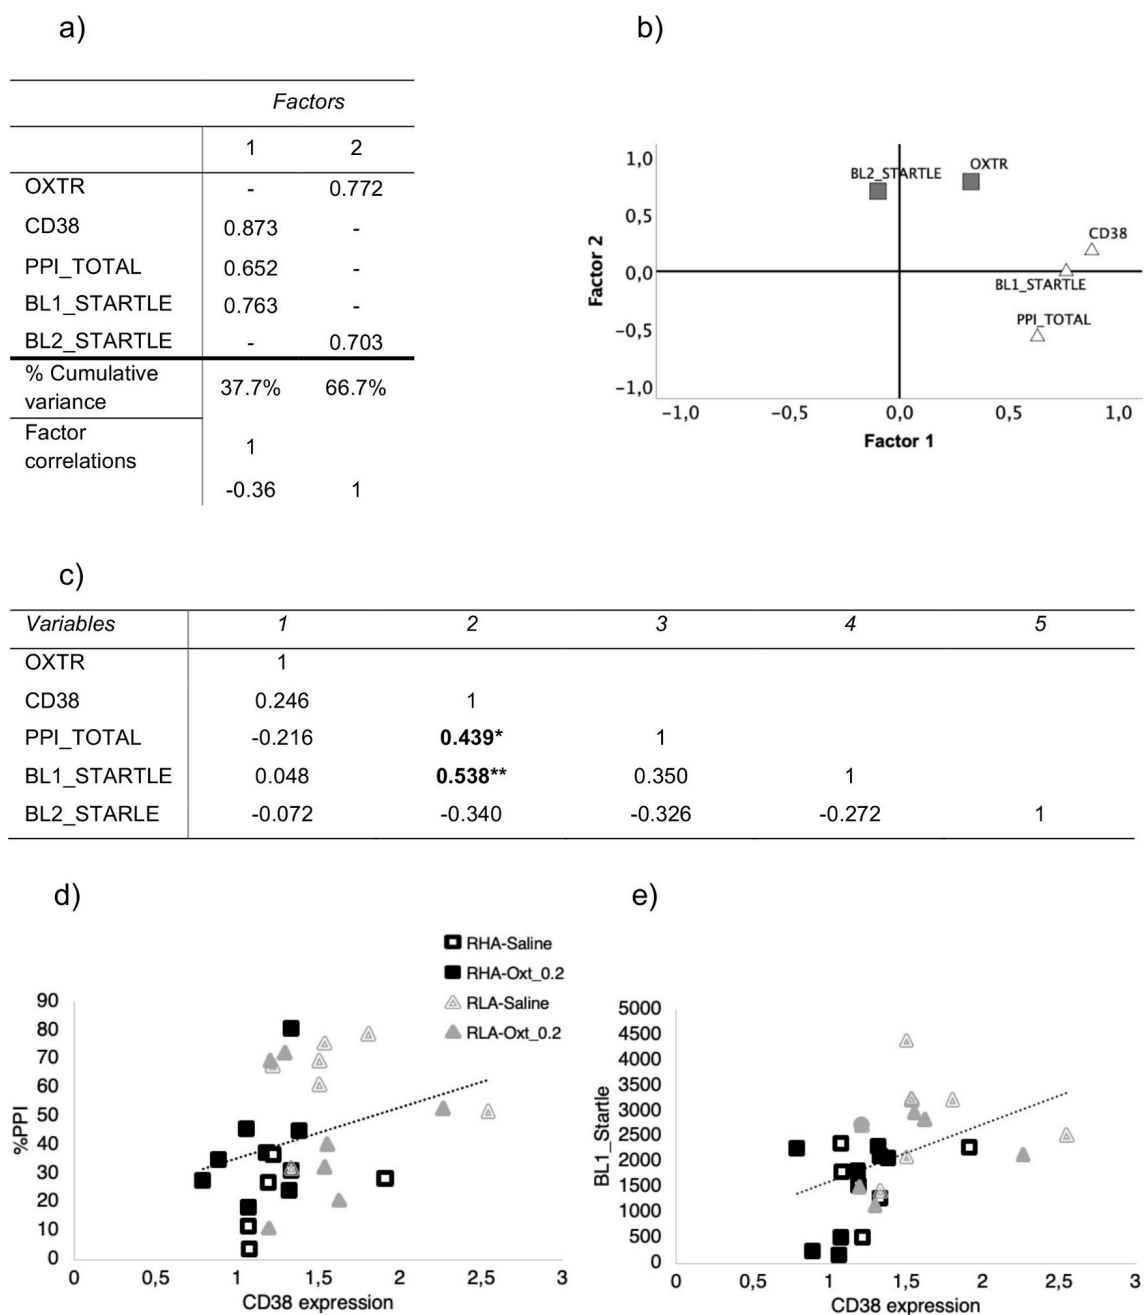 a)
Factors
1 2
OXTR - 0.772
CD38 0.873 -
PPI_TOTAL 0.652 -
BL1_STARTLE 0.763 -
BL2_STARTLE - 0.703
% Cumulative
variance 37.7% 66.7%
Factor
correlations 1
-0.36 1
b)
1,0
0,5
0,0
-0,5
-1,0
Factor 2
BL2_STARTLE
OXTR
CD38
BL1_STARTLE
PPI_TOTAL
-1,0 -0,5 0,0 0,5 1,0
Factor 1
c)
Variables 1 2 3 4 5
OXTR 1
CD38 0.246 1
PPI_TOTAL -0.216 0.439* 1
BL1_STARTLE 0.048 0.538** 0.350 1
BL2_STARLE -0.072 -0.340 -0.326 -0.272 1
d)
RHA-Saline
RHA-Oxt_0.2
RLA-Saline
RLA-Oxt_0.2
90
80
70
60
50
40
30
20
10
0
%PPI
0 0,5 1 1,5 2 2,5 3
CD38 expression
e)
5000
4500
4000
3500
3000
2500
2000
1500
1000
500
0
BL1_Startle
0 0,5 1 1,5 2 2,5 3
CD38 expression